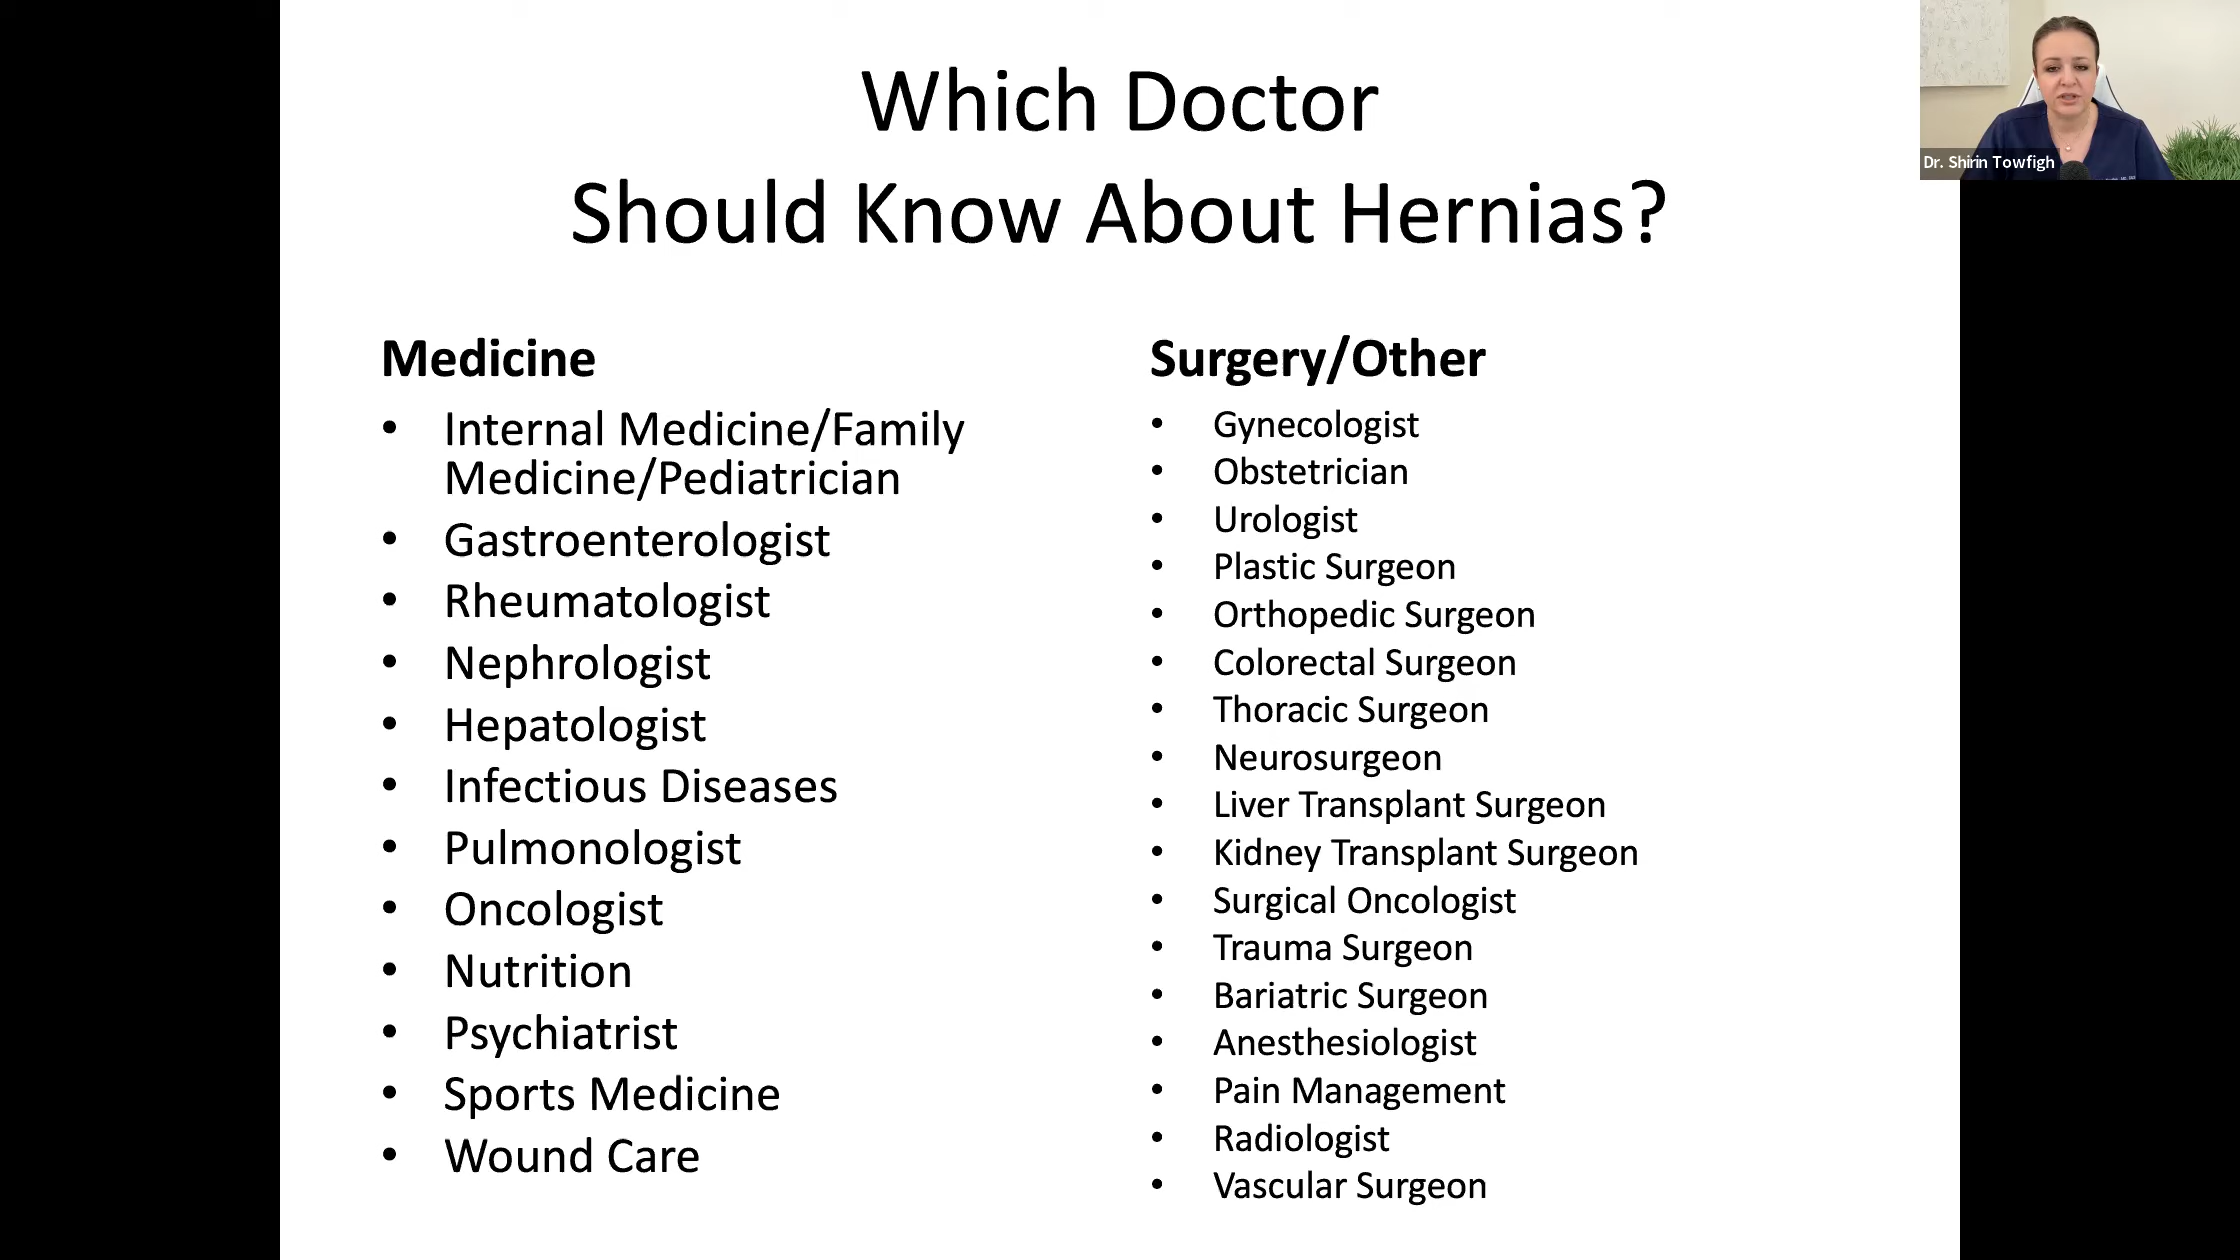 Which Doctor
Should Know About Hernias?
Dr. Shirin Towfigh
Medicine
• Internal Medicine/Family
Medicine/Pediatrician
• Gastroenterologist
• Rheumatologist
• Nephrologist
• Hepatologist
• Infectious Diseases
• Pulmonologist
• Oncologist
• Nutrition
• Psychiatrist
• Sports Medicine
• Wound Care
Surgery/Other
• Gynecologist
• Obstetrician
• Urologist
• Plastic Surgeon
• Orthopedic Surgeon
• Colorectal Surgeon
• Thoracic Surgeon
• Neurosurgeon
• Liver Transplant Surgeon
• Kidney Transplant Surgeon
• Surgical Oncologist
• Trauma Surgeon
• Bariatric Surgeon
• Anesthesiologist
• Pain Management
• Radiologist
• Vascular Surgeon